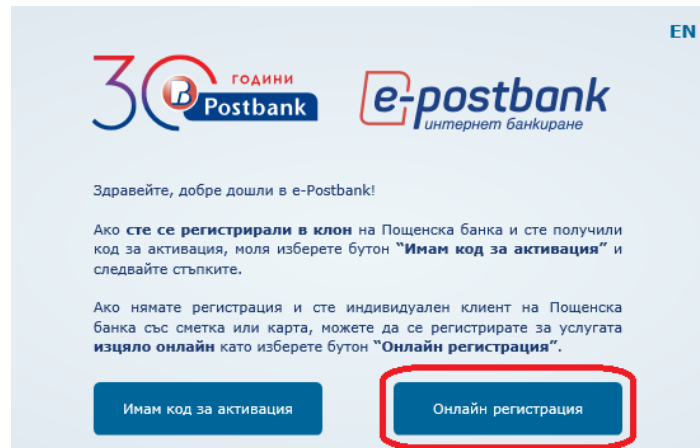 EN
30 ГОДИНИ
Postbank
e-postbank
интернет банкиране
Здравейте, добре дошли в e-Postbank!
Ако сте се регистрирали в клон на Пощенска банка и сте получили
код за активация, моля изберете бутон “Имам код за активация” и
следвайте стъпките.
Ако нямате регистрация и сте индивидуален клиент на Пощенска
банка със сметка или карта, можете да се регистрирате за услугата
изцяло онлайн като изберете бутон “Онлайн регистрация”.
Имам код за активация
Онлайн регистрация